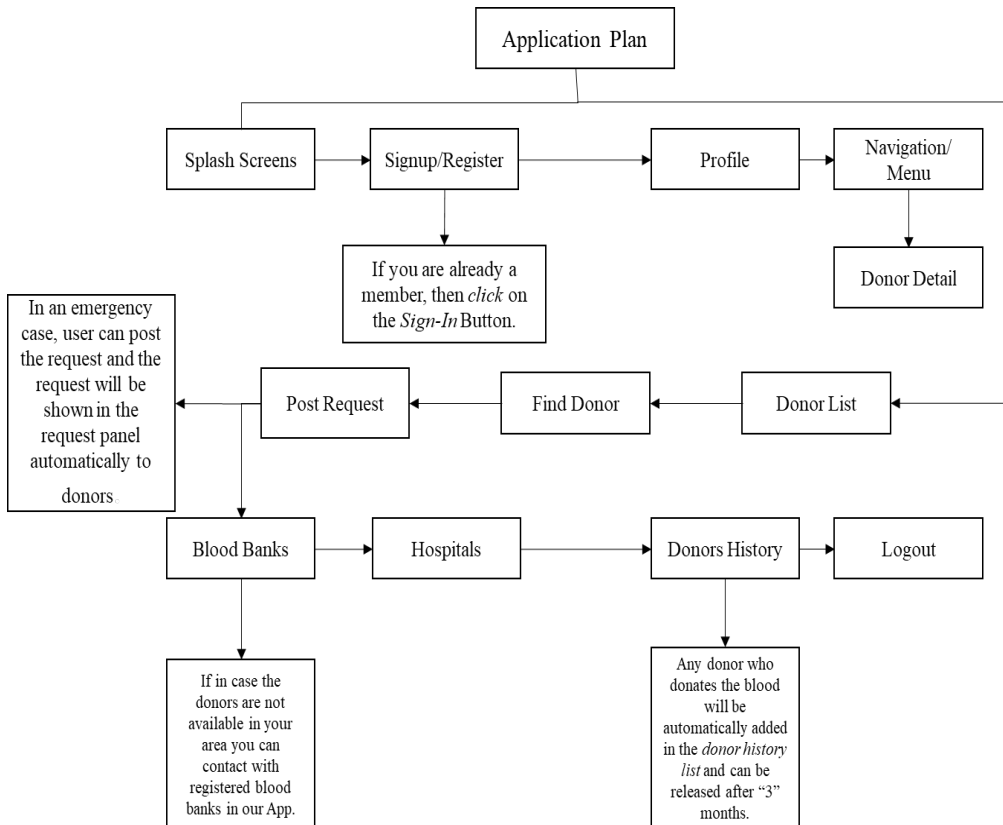 Application Plan
Splash Screens
Signup/Register
Profile
Navigation/
Menu
If you are already a
member, then click on
the Sign-In Button.
Donor Detail
In an emergency
case, user can post
the request and the
request will be
shown in the
request panel
automatically to
donors.
Post Request
Find Donor
Donor List
Blood Banks
Hospitals
Donors History
Logout
If in case the
donors are not
available in your
area you can
contact with
registered blood
banks in our App.
Any donor who
donates the blood
will be
automatically added
in the donor history
list and can be
released after “3”
months.